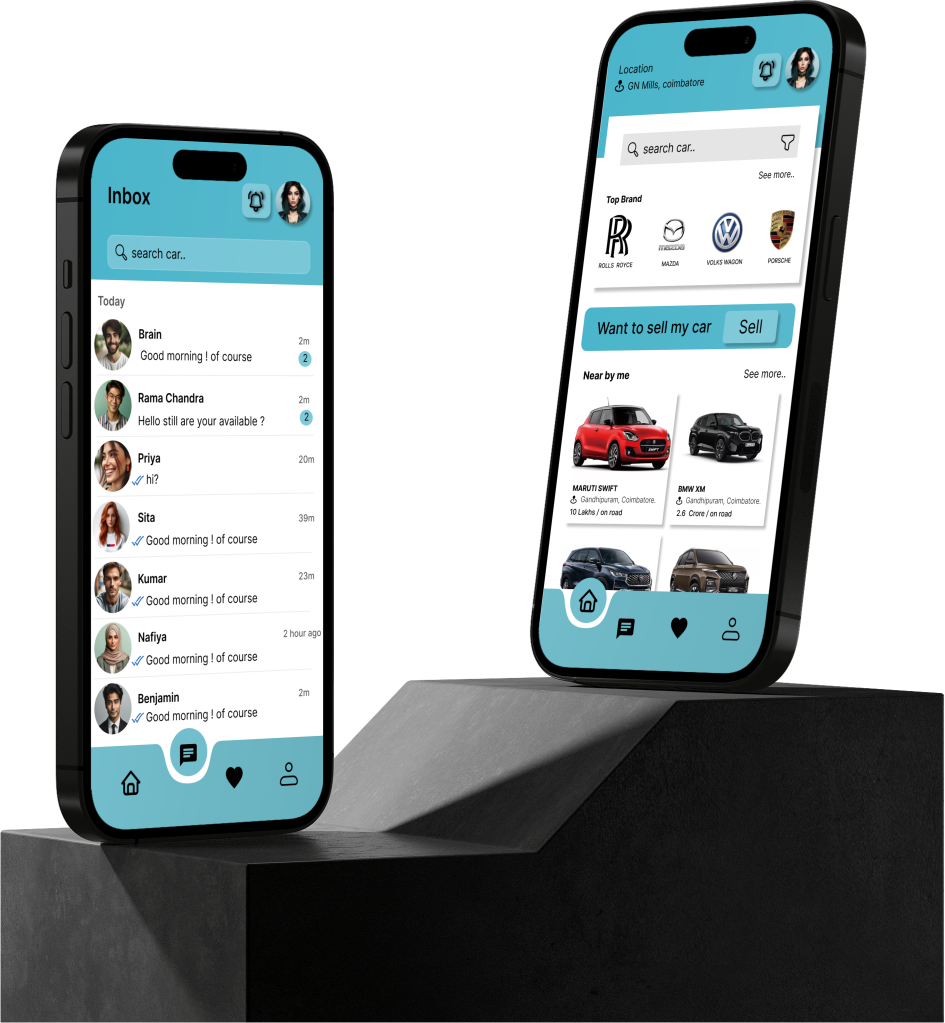 Inbox
search car..
Today
Brain
2m
Good morning ! of course
2
Rama Chandra
2m
Hello still are your available ?
2
Priya
20m
hi?
Sita
39m
Good morning ! of course
Kumar
23m
Good morning ! of course
Nafiya
2 hour ago
Good morning ! of course
Benjamin
2m
Good morning ! of course
Location
GN Mills, coimbatore
search car..
See more..
Top Brand
ROLLS ROYCE
MAZDA
VOLKS WAGON
PORSCHE
Want to sell my car
Sell
Near by me
See more..
SWIFT
MARUTI SWIFT
Gandhipuram, Coimbatore.
10 Lakhs / on road
BMW XM
Gandhipuram, Coimbatore.
2.6 Crore / on road